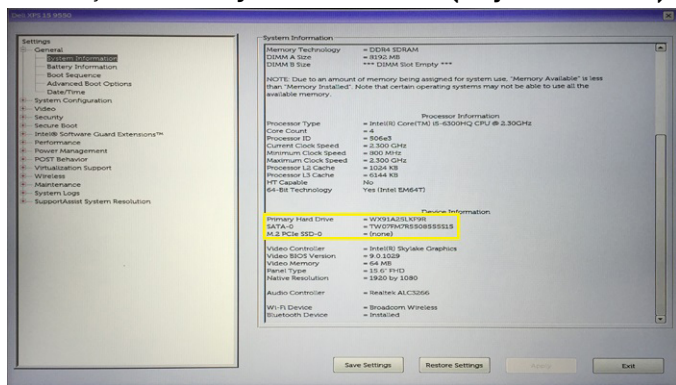 Dell XPS 15 9550
Settings
General
System Information
Battery Information
Boot Sequence
Advanced Boot Options
Date/Time
System Configuration
Video
Security
Secure Boot
Intel® Software Guard Extensions™
Performance
Power Management
POST Behavior
Virtualization Support
Wireless
Maintenance
System Logs
SupportAssist System Resolution
System Information
Memory Technology = DDR4 SDRAM
DIMM A Size = 8192 MB
DIMM B Size *** DIMM Slot Empty ***
NOTE: Due to an amount of memory being assigned for system use, "Memory Available" is less
than "Memory Installed". Note that certain operating systems may not be able to use all the
available memory.
Processor Information
Processor Type = Intel(R) Core(TM) i5-6300HQ CPU @ 2.30GHz
Core Count = 4
Processor ID = 506e3
Current Clock Speed = 2.300 GHz
Minimum Clock Speed = 800 MHz
Maximum Clock Speed = 2.300 GHz
Processor L2 Cache = 1024 KB
Processor L3 Cache = 6144 KB
HT Capable No
64-Bit Technology Yes (Intel EM64T)
Device Information
Primary Hard Drive = WX91A25LKP9R
SATA-0
M.2 PCIe SSD-0 = (none)
Video Controller = Intel(R) Skylake Graphics
Video BIOS Version = 9.0.1029
Video Memory = 64 MB
Panel Type = 15.6" FHD
Native Resolution = 1920 by 1080
Audio Controller = Realtek ALC3266
Wi-Fi Device = Broadcom Wireless
Bluetooth Device = Installed
Save Settings
Restore Settings
Apply
Exit